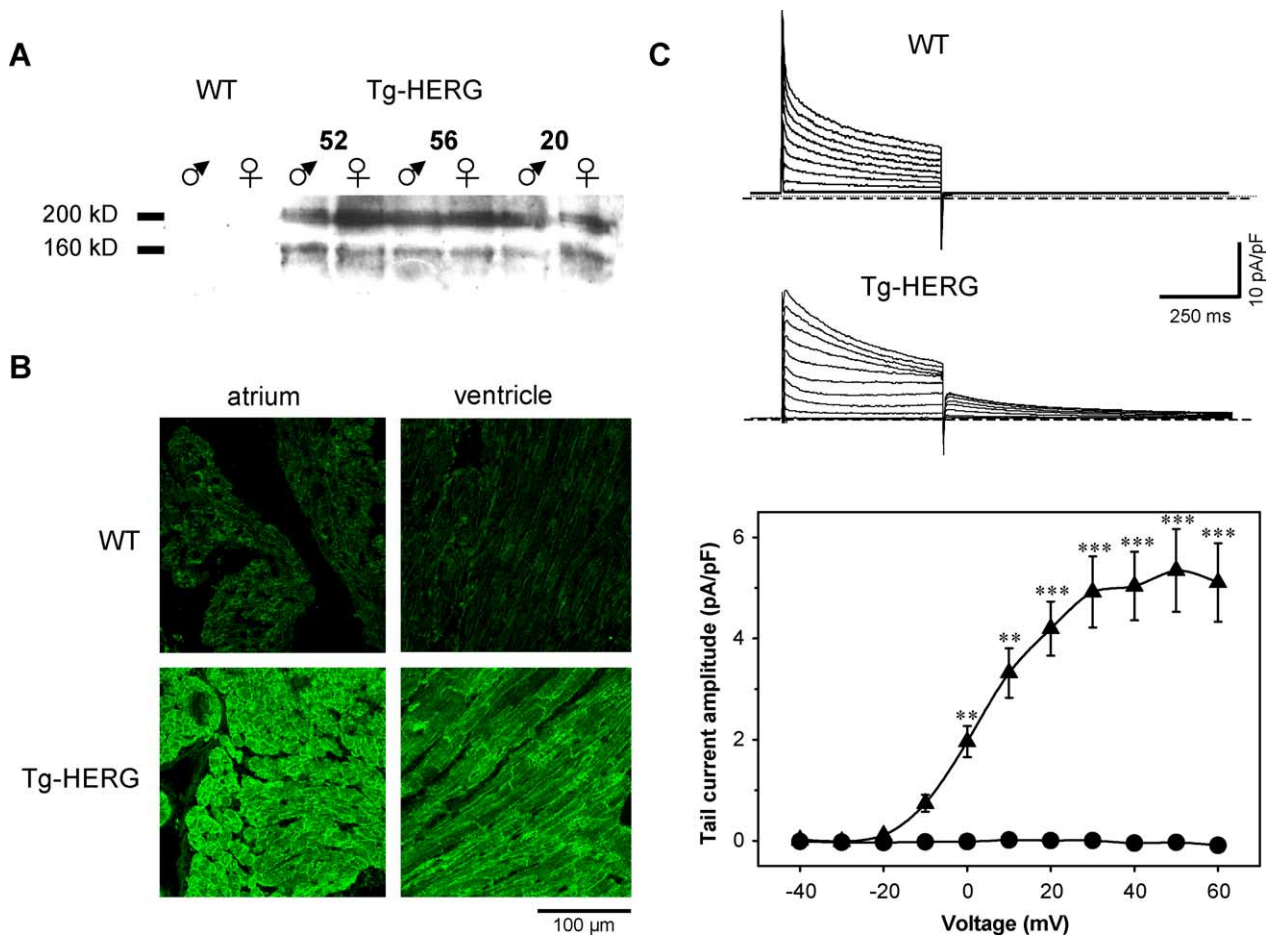 A
WT Tg-HERG
52 56 20
♂ ♀ ♂ ♀ ♂ ♀ ♂ ♀
200 kD
160 kD
B
atrium ventricle
WT
Tg-HERG
100 µm
C
WT
Tg-HERG
10 pA/pF
250 ms
Tail current amplitude (pA/pF)
6
4
2
0
** ** *** *** *** *** ***
-40 -20 0 20 40 60
Voltage (mV)